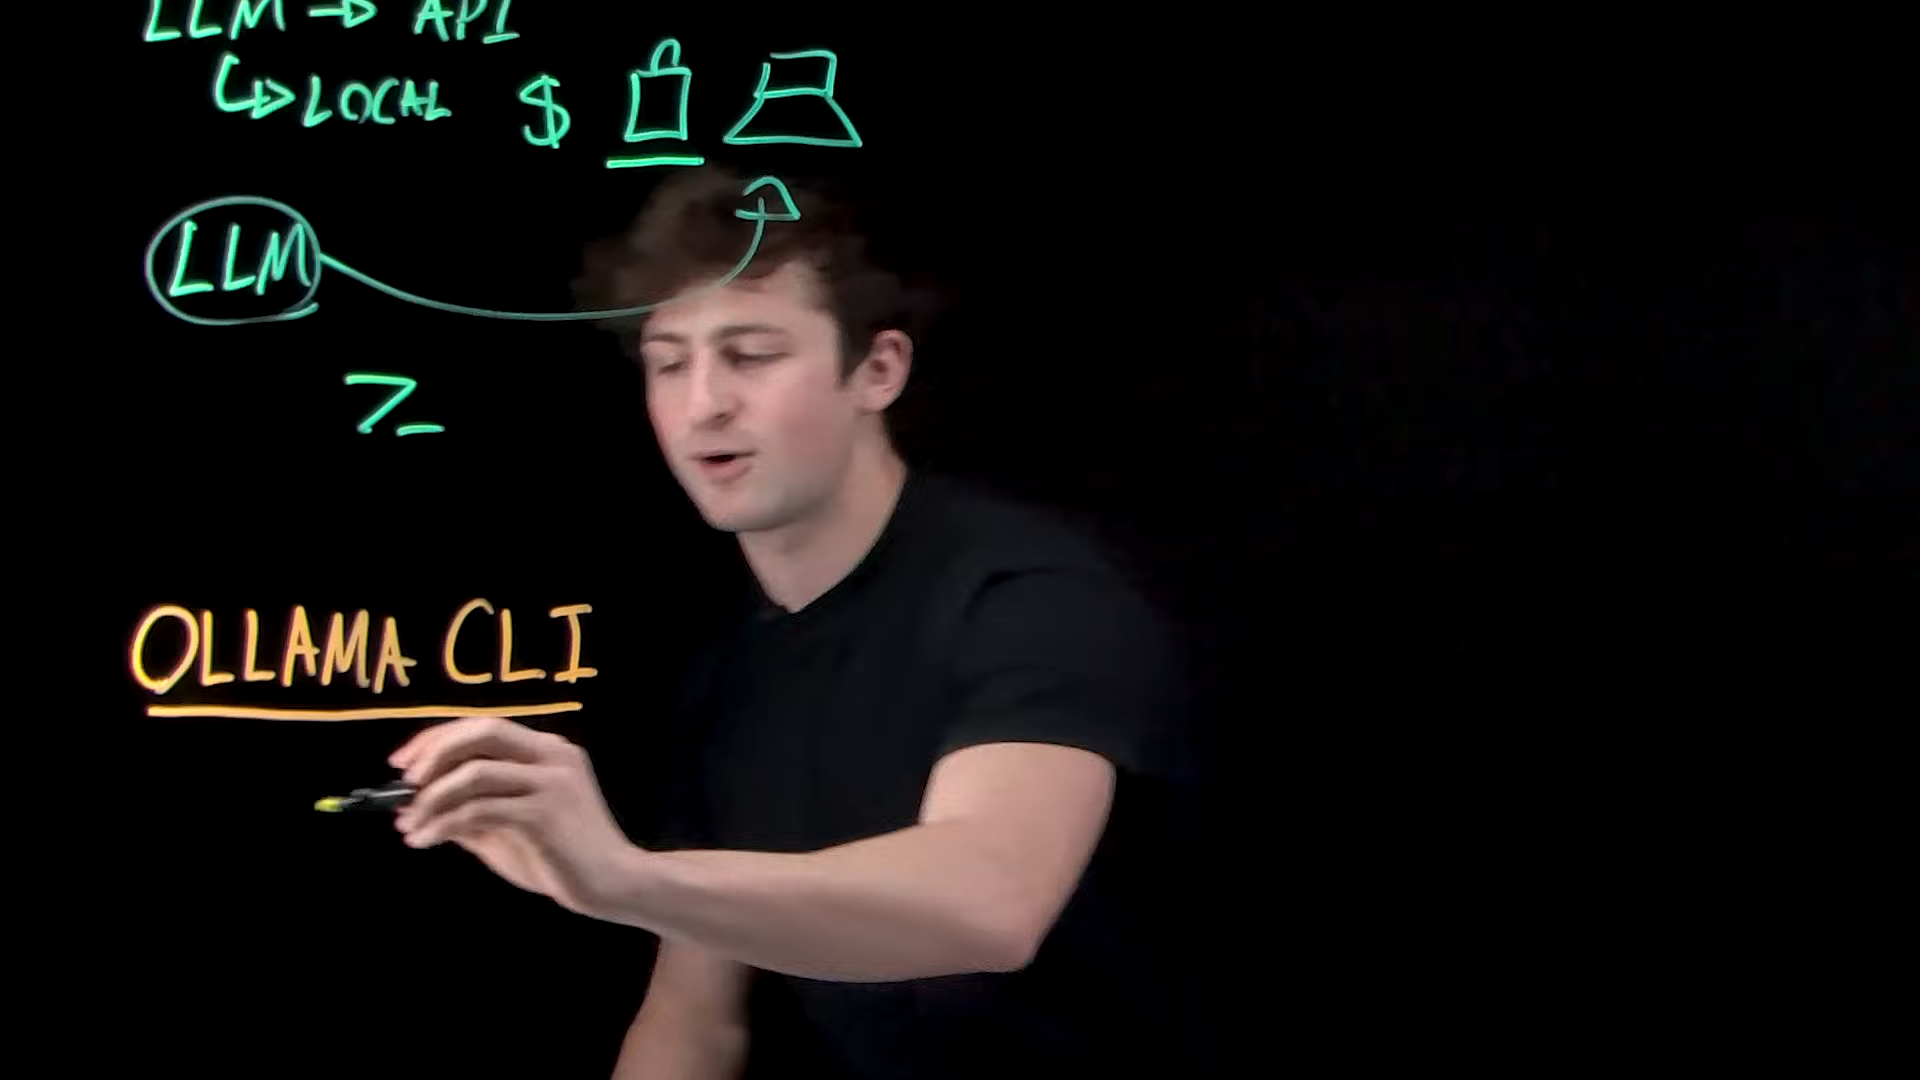 LLM → API
↳ LOCAL $
LLM
>_
OLLAMA CLI